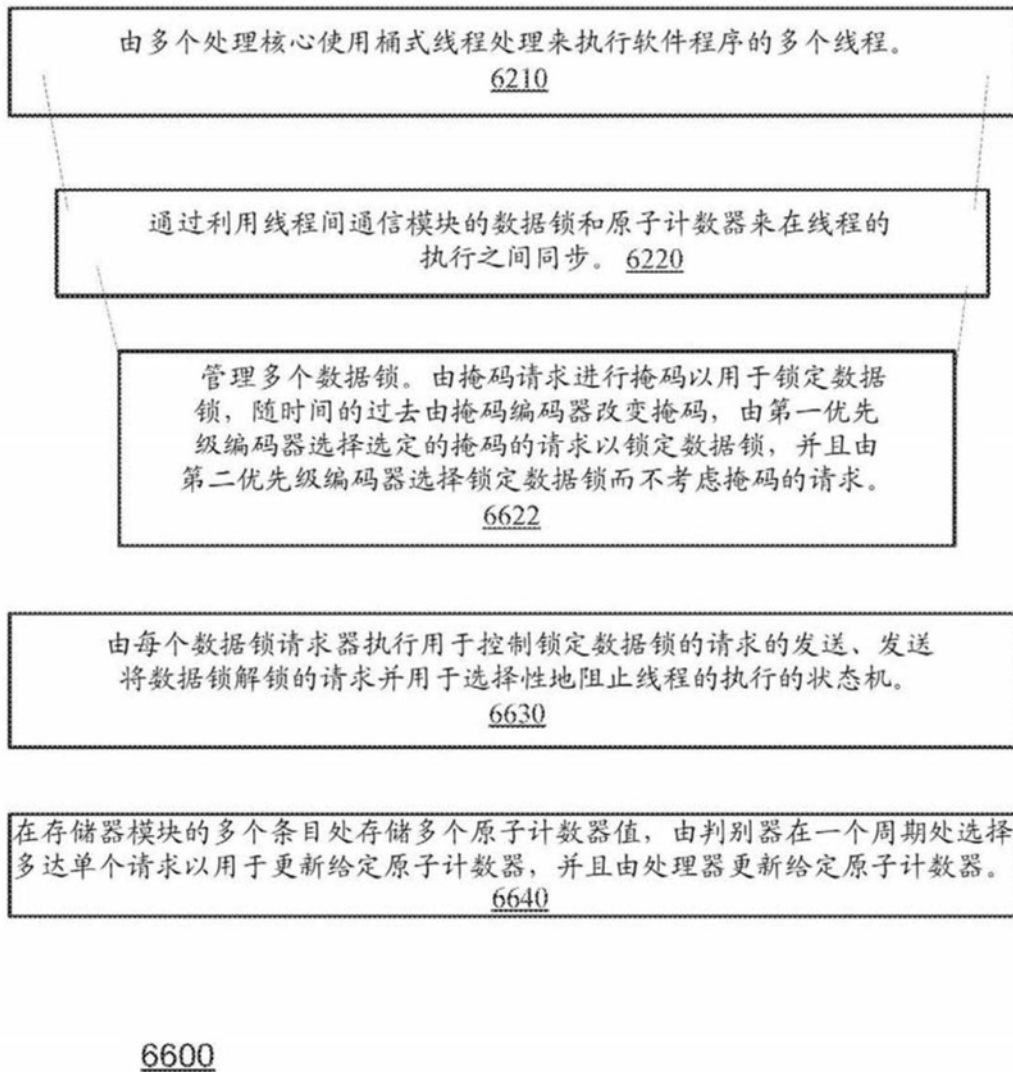 由多个处理核心使用桶式线程处理来执行软件程序的多个线程。
6210
通过利用线程间通信模块的数据锁和原子计数器来在线程的
执行之间同步。 6220
管理多个数据锁。由掩码请求进行掩码以用于锁定数据
锁，随时间的过去由掩码编码器改变掩码，由第一优先
级编码器选择选定的掩码的请求以锁定数据锁，并且由
第二优先级编码器选择锁定数据锁而不考虑掩码的请求。
6622
由每个数据锁请求器执行用于控制锁定数据锁的请求的发送、发送
将数据锁解锁的请求并用于选择性地阻止线程的执行的状态机。
6630
在存储器模块的多个条目处存储多个原子计数器值，由判别器在一个周期处选择
多达单个请求以用于更新给定原子计数器，并且由处理器更新给定原子计数器。
6640
6600